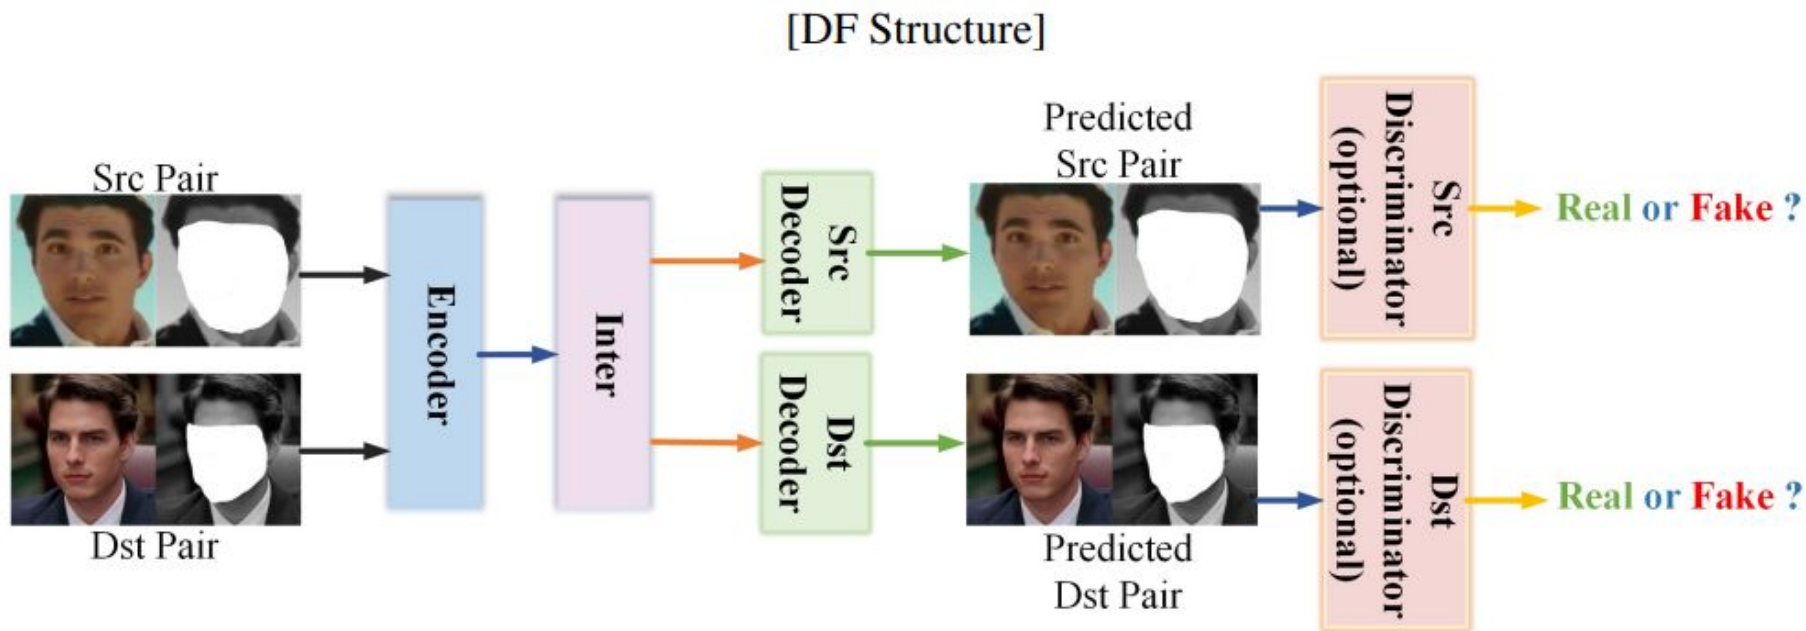 [DF Structure]
Src Pair
Dst Pair
Encoder
Inter
Src
Decoder
Dst
Decoder
Predicted
Src Pair
Predicted
Dst Pair
Src
Discriminator
(optional)
Dst
Discriminator
(optional)
Real or Fake ?
Real or Fake ?